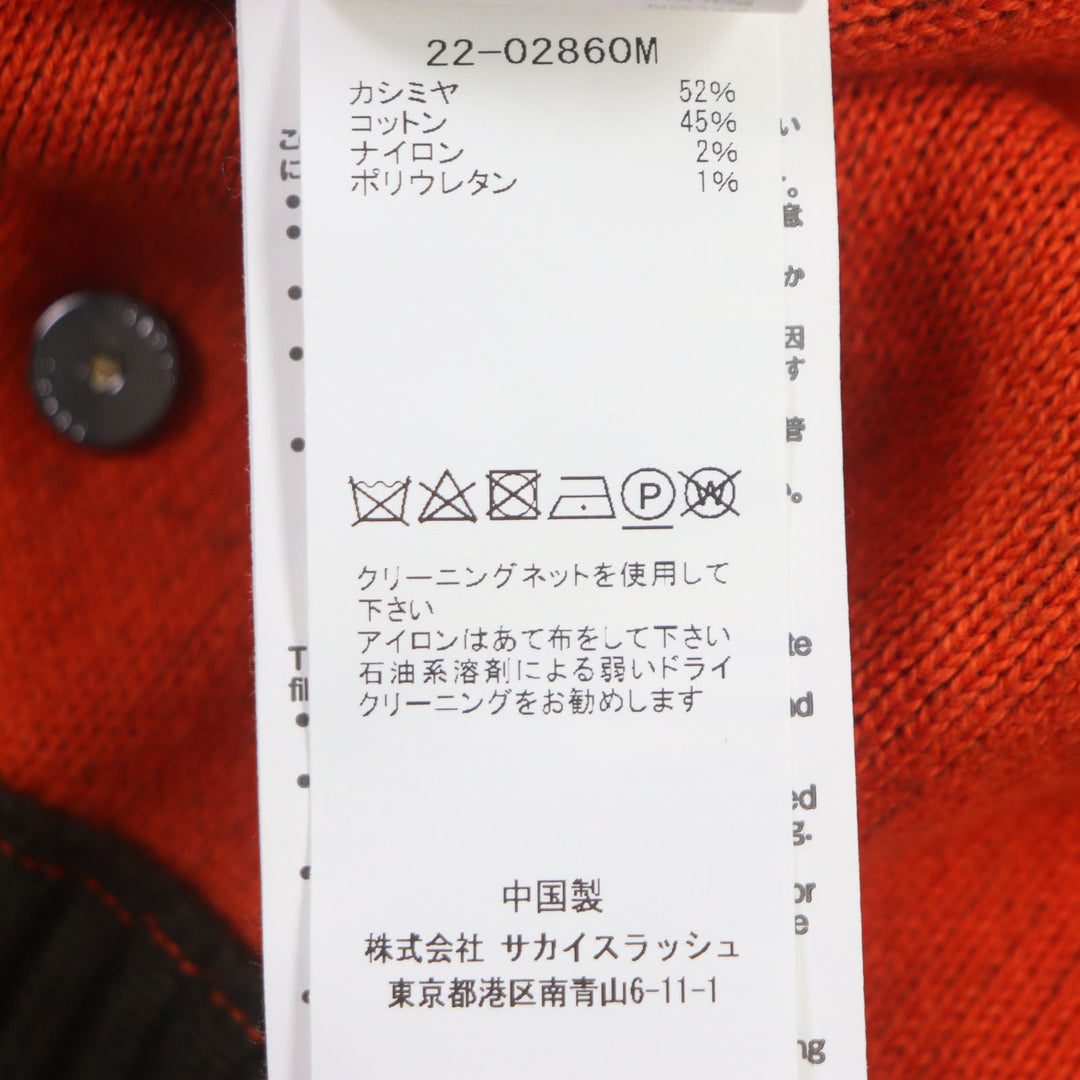 22-02860M
カシミヤ 52%
コットン 45%
ナイロン 2%
ポリウレタン 1%
P
W
クリーニングネットを使用して
下さい
アイロンはあて布をして下さい
石油系溶剤による弱いドライ
クリーニングをお勧めします
中国製
株式会社 サカイスラッシュ
東京都港区南青山6-11-1